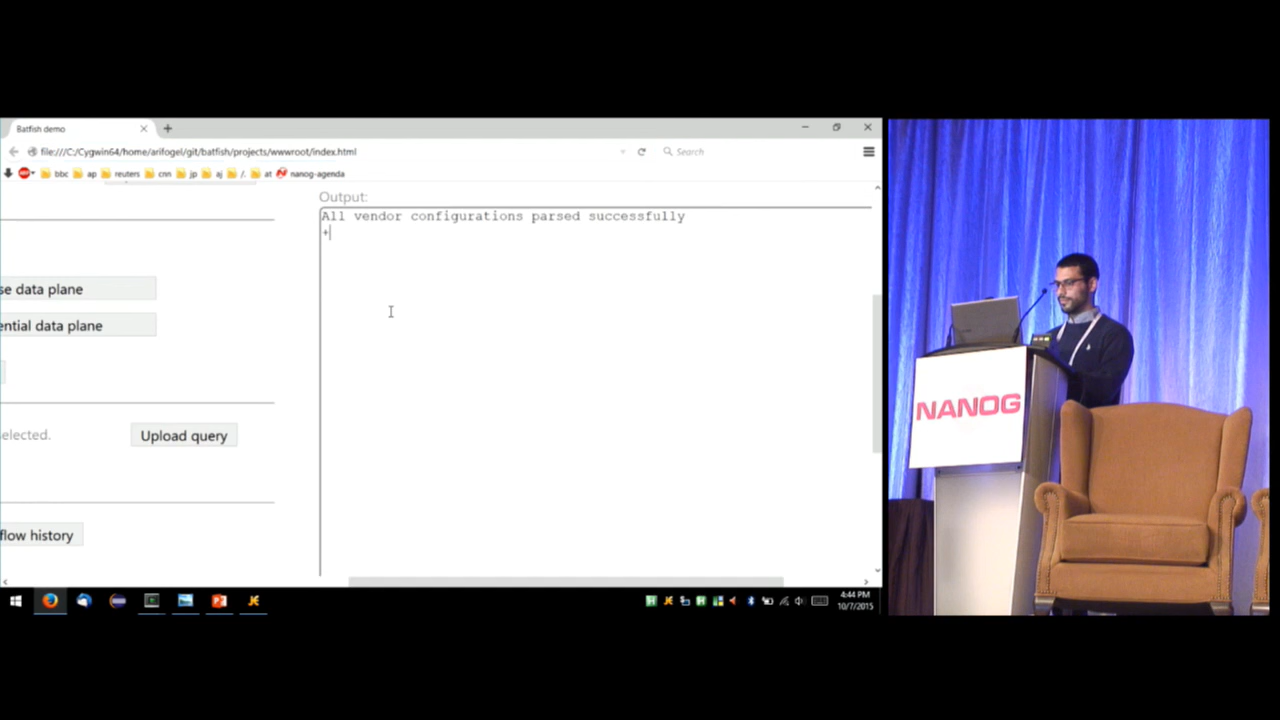 Batfish demo
file:///C:/Cygwin64/home/arifogel/git/batfish/projects/wwwroot/index.html
Search
ABP
bbc ap reuters cnn jp aj /. at nanog-agenda
Output:
All vendor configurations parsed successfully
+
se data plane
ential data plane
selected.
Upload query
flow history
4:44 PM
10/7/2015
NANOG